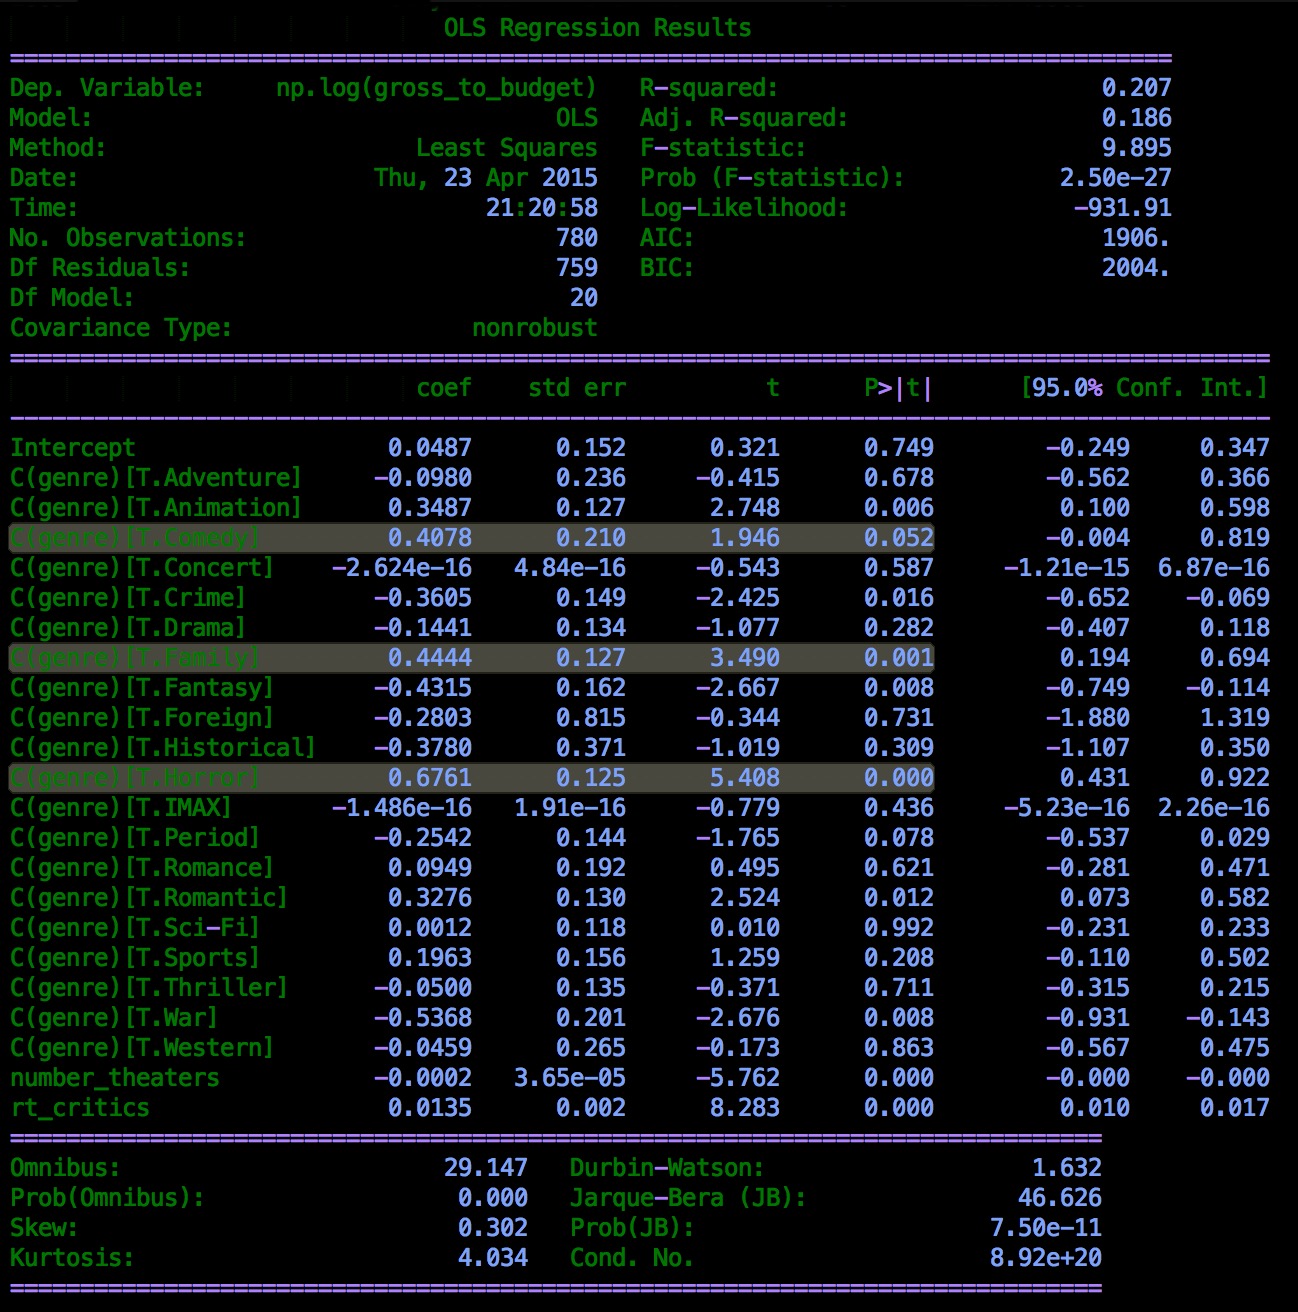 OLS Regression Results
==============================================================================
Dep. Variable: np.log(gross_to_budget) R-squared: 0.207
Model: OLS Adj. R-squared: 0.186
Method: Least Squares F-statistic: 9.895
Date: Thu, 23 Apr 2015 Prob (F-statistic): 2.50e-27
Time: 21:20:58 Log-Likelihood: -931.91
No. Observations: 780 AIC: 1906.
Df Residuals: 759 BIC: 2004.
Df Model: 20
Covariance Type: nonrobust
==============================================================================
coef std err t P>|t| [95.0% Conf. Int.]
------------------------------------------------------------------------------
Intercept 0.0487 0.152 0.321 0.749 -0.249 0.347
C(genre)[T.Adventure] -0.0980 0.236 -0.415 0.678 -0.562 0.366
C(genre)[T.Animation] 0.3487 0.127 2.748 0.006 0.100 0.598
C(genre)[T.Comedy] 0.4078 0.210 1.946 0.052 -0.004 0.819
C(genre)[T.Concert] -2.624e-16 4.84e-16 -0.543 0.587 -1.21e-15 6.87e-16
C(genre)[T.Crime] -0.3605 0.149 -2.425 0.016 -0.652 -0.069
C(genre)[T.Drama] -0.1441 0.134 -1.077 0.282 -0.407 0.118
C(genre)[T.Family] 0.4444 0.127 3.490 0.001 0.194 0.694
C(genre)[T.Fantasy] -0.4315 0.162 -2.667 0.008 -0.749 -0.114
C(genre)[T.Foreign] -0.2803 0.815 -0.344 0.731 -1.880 1.319
C(genre)[T.Historical] -0.3780 0.371 -1.019 0.309 -1.107 0.350
C(genre)[T.Horror] 0.6761 0.125 5.408 0.000 0.431 0.922
C(genre)[T.IMAX] -1.486e-16 1.91e-16 -0.779 0.436 -5.23e-16 2.26e-16
C(genre)[T.Period] -0.2542 0.144 -1.765 0.078 -0.537 0.029
C(genre)[T.Romance] 0.0949 0.192 0.495 0.621 -0.281 0.471
C(genre)[T.Romantic] 0.3276 0.130 2.524 0.012 0.073 0.582
C(genre)[T.Sci-Fi] 0.0012 0.118 0.010 0.992 -0.231 0.233
C(genre)[T.Sports] 0.1963 0.156 1.259 0.208 -0.110 0.502
C(genre)[T.Thriller] -0.0500 0.135 -0.371 0.711 -0.315 0.215
C(genre)[T.War] -0.5368 0.201 -2.676 0.008 -0.931 -0.143
C(genre)[T.Western] -0.0459 0.265 -0.173 0.863 -0.567 0.475
number_theaters -0.0002 3.65e-05 -5.762 0.000 -0.000 -0.000
rt_critics 0.0135 0.002 8.283 0.000 0.010 0.017
==============================================================================
Omnibus: 29.147 Durbin-Watson: 1.632
Prob(Omnibus): 0.000 Jarque-Bera (JB): 46.626
Skew: 0.302 Prob(JB): 7.50e-11
Kurtosis: 4.034 Cond. No. 8.92e+20
==============================================================================